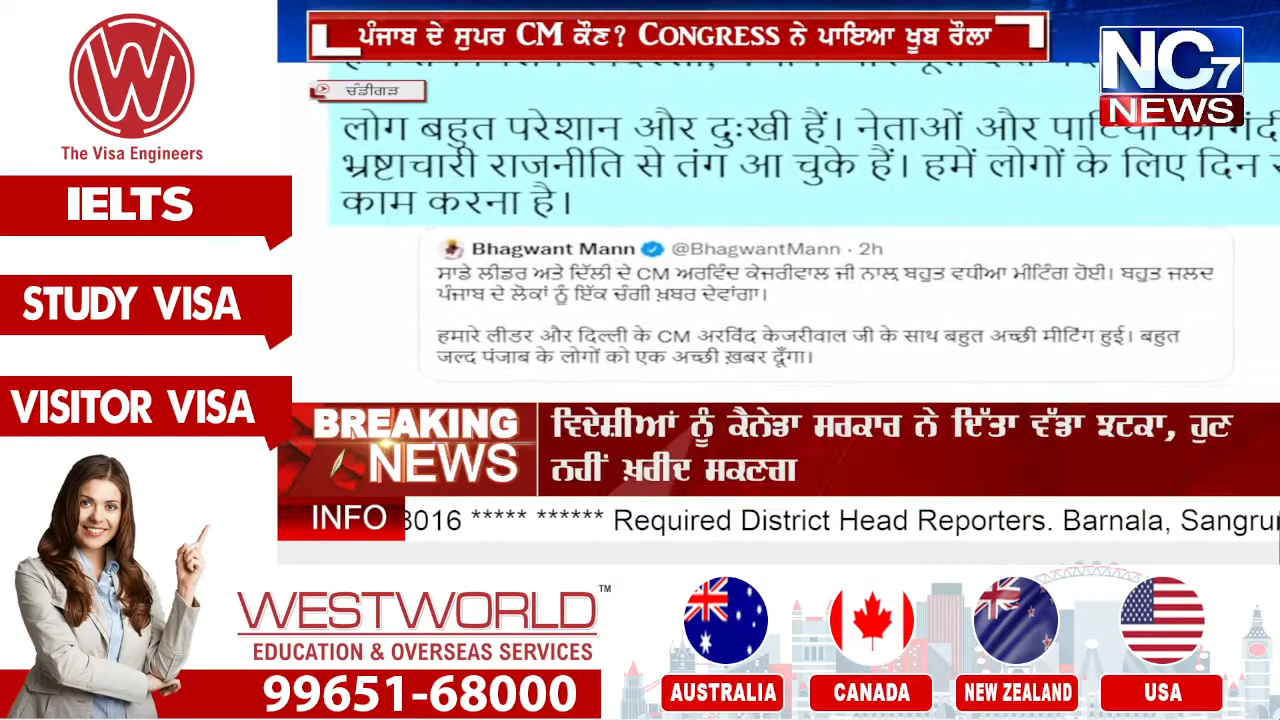 W
The Visa Engineers
IELTS
STUDY VISA
VISITOR VISA
ਪੰਜਾਬ ਦੇ ਸੁਪਰ CM ਕੌਣ? CONGRESS ਨੇ ਪਾਇਆ ਖੂਬ ਰੌਲਾ
NC7
NEWS
ਚੰਡੀਗੜ
लोग बहुत परेशान और दुःखी हैं। नेताओं और
भ्रष्टाचारी राजनीति से तंग आ चुके हैं। हमें लोगों के लिए दिन
काम करना है।
Bhagwant Mann @BhagwantMann · 2h
ਸਾਡੇ ਲੀਡਰ ਅਤੇ ਦਿੱਲੀ ਦੇ CM ਅਰਵਿੰਦ ਕੇਜਰੀਵਾਲ ਜੀ ਨਾਲ ਬਹੁਤ ਵਧੀਆ ਮੀਟਿੰਗ ਹੋਈ। ਬਹੁਤ ਜਲਦ
ਪੰਜਾਬ ਦੇ ਲੋਕਾਂ ਨੂੰ ਇੱਕ ਚੰਗੀ ਖ਼ਬਰ ਦੇਵਾਂਗਾ।
हमारे लीडर और दिल्ली के CM अरविंद केजरीवाल जी के साथ बहुत अच्छी मीटिंग हुई। बहुत
जल्द पंजाब के लोगों को एक अच्छी ख़बर दूँगा।
BREAKING
NEWS
ਵਿਦੇਸ਼ੀਆਂ ਨੂੰ ਕੈਨੇਡਾ ਸਰਕਾਰ ਨੇ ਦਿੱਤਾ ਵੱਡਾ ਝਟਕਾ, ਹੁਣ
ਨਹੀਂ ਖ਼ਰੀਦ ਸਕਣਗ
INFO
3016 ***** ****** Required District Head Reporters. Barnala, Sangrur
WESTWORLD™
EDUCATION & OVERSEAS SERVICES
99651-68000
AUSTRALIA
CANADA
NEW ZEALAND
USA